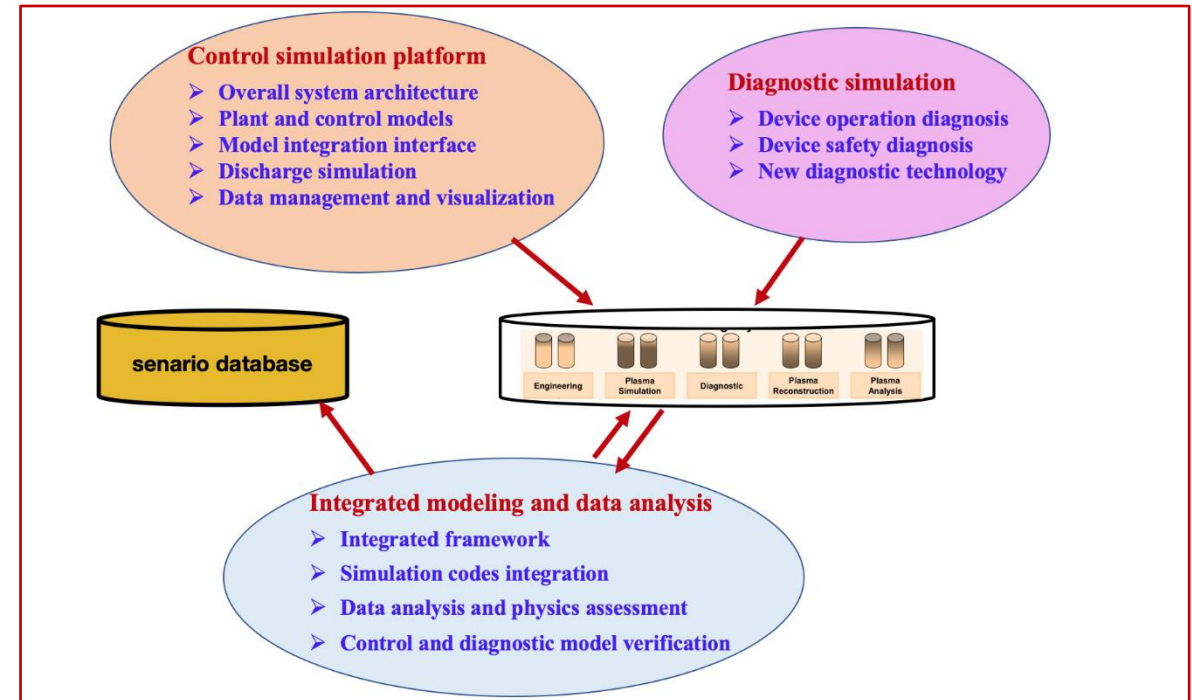 Control simulation platform
➢ Overall system architecture
➢ Plant and control models
➢ Model integration interface
➢ Discharge simulation
➢ Data management and visualization
Diagnostic simulation
➢ Device operation diagnosis
➢ Device safety diagnosis
➢ New diagnostic technology
senario database
Engineering
Plasma
Simulation
Diagnostic
Plasma
Reconstruction
Plasma
Analysis
Integrated modeling and data analysis
➢ Integrated framework
➢ Simulation codes integration
➢ Data analysis and physics assessment
➢ Control and diagnostic model verification